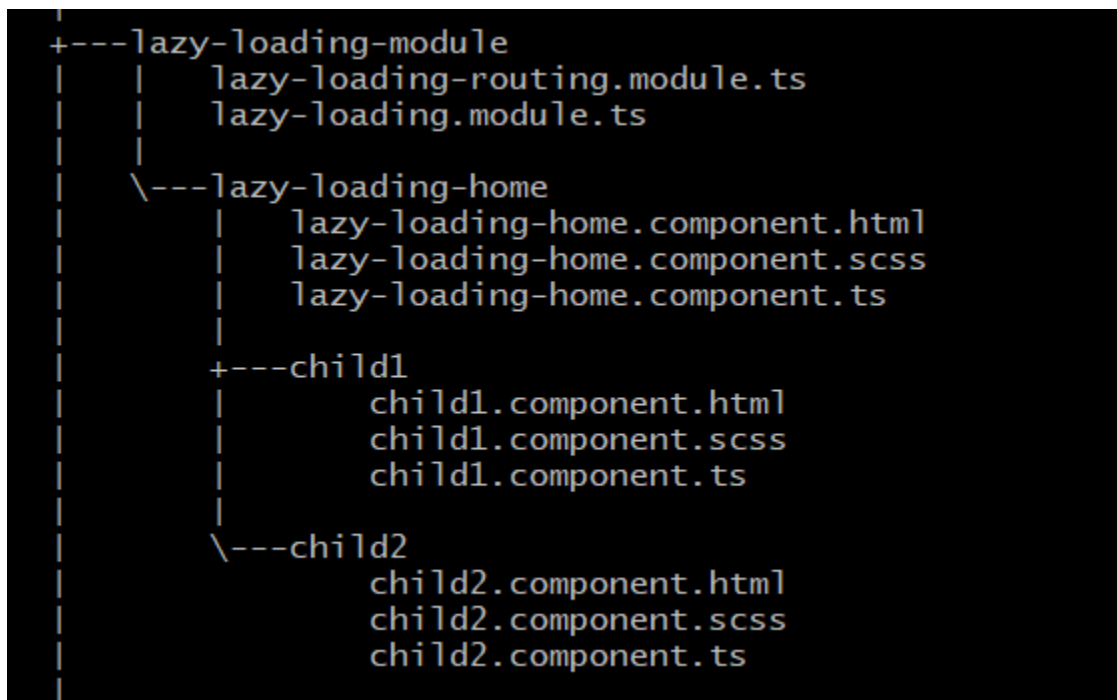 +---lazy-loading-module
|   |   lazy-loading-routing.module.ts
|   |   lazy-loading.module.ts
|   |
|   \---lazy-loading-home
|       |   lazy-loading-home.component.html
|       |   lazy-loading-home.component.scss
|       |   lazy-loading-home.component.ts
|       |
|       +---child1
|       |       child1.component.html
|       |       child1.component.scss
|       |       child1.component.ts
|       |
|       \---child2
|               child2.component.html
|               child2.component.scss
|               child2.component.ts
|